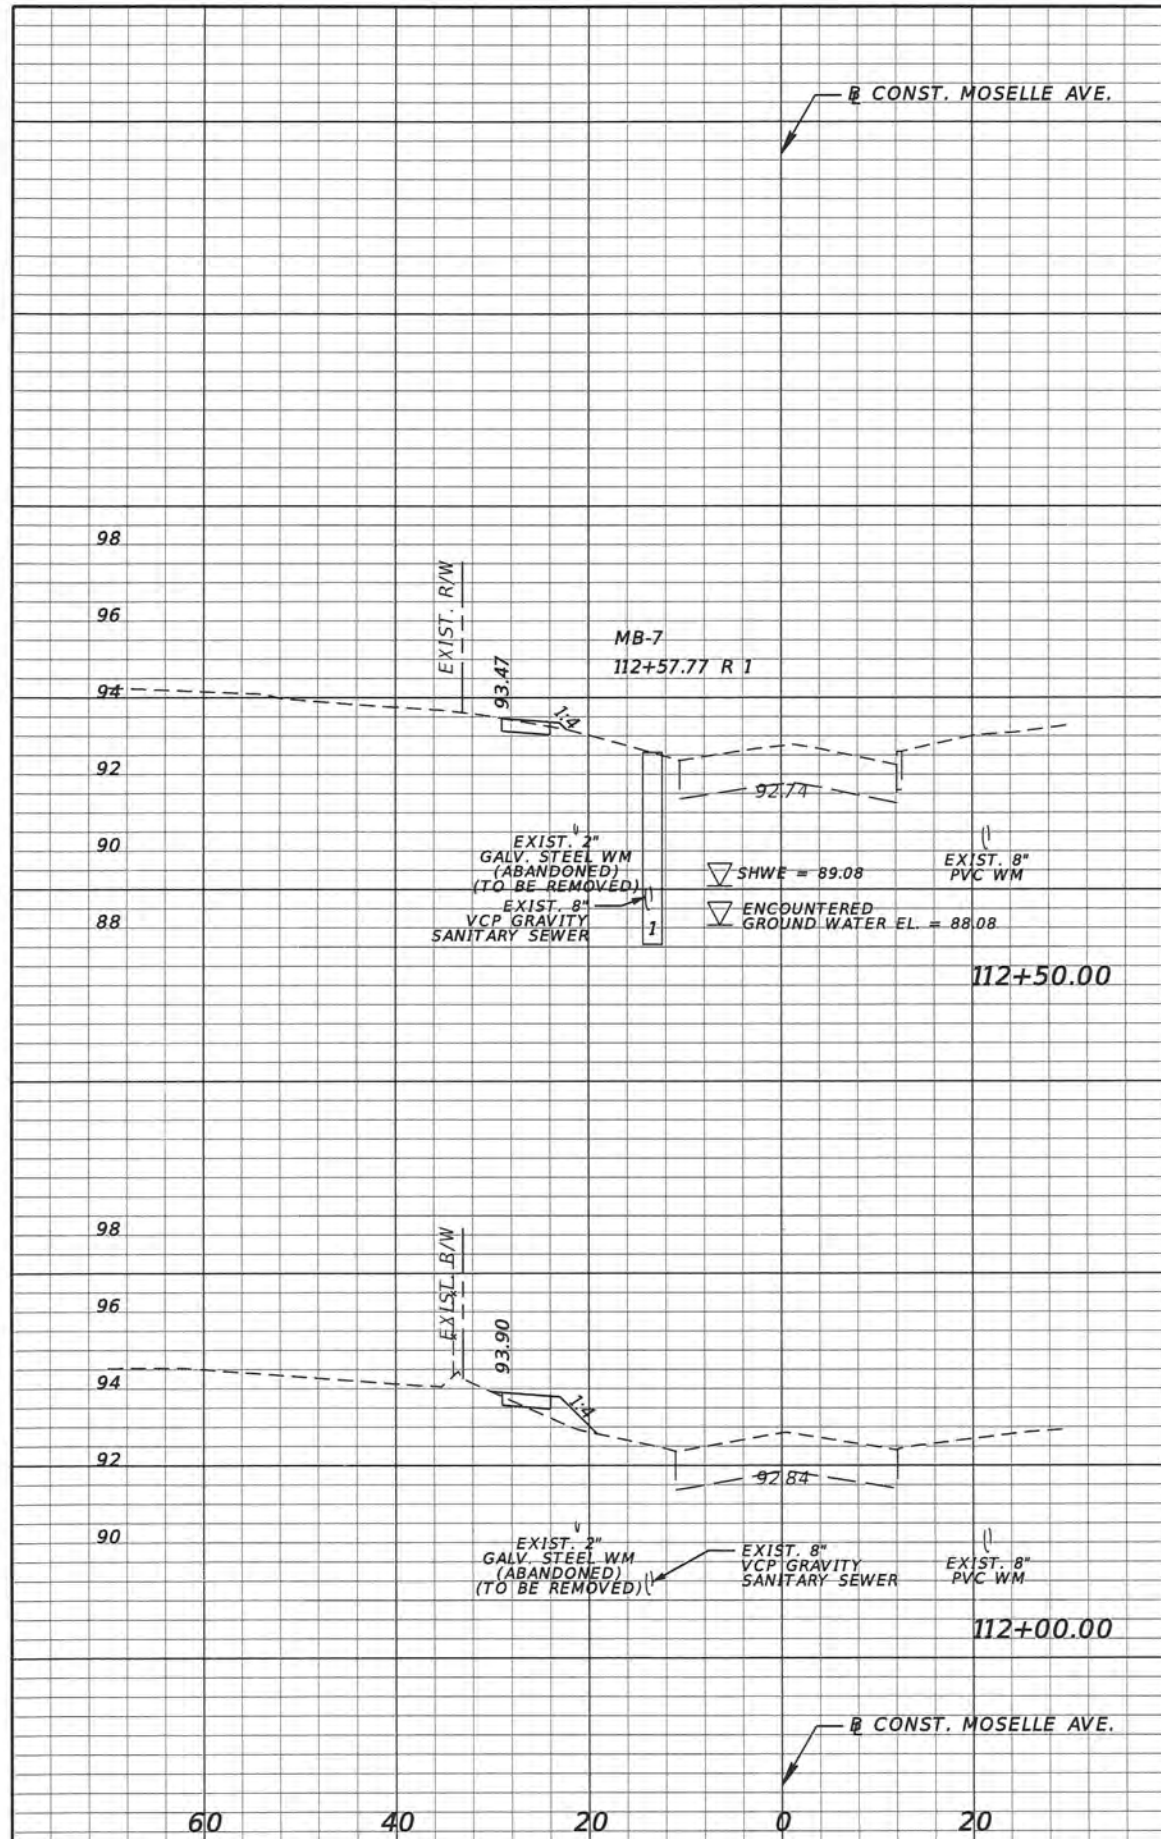 ℄ CONST. MOSELLE AVE.
98
96
94
92
90
88
EXIST. R/W
93.47
1:4
MB-7
112+57.77 R 1
92.74
EXIST. 2"
GALV. STEEL WM
(ABANDONED)
(TO BE REMOVED)
EXIST. 8"
VCP GRAVITY
SANITARY SEWER
1
SHWE = 89.08
ENCOUNTERED
GROUND WATER EL. = 88.08
EXIST. 8"
PVC WM
112+50.00
98
96
94
92
90
EXIST. R/W
93.90
1:4
92.84
EXIST. 2"
GALV. STEEL WM
(ABANDONED)
(TO BE REMOVED)
EXIST. 8"
VCP GRAVITY
SANITARY SEWER
EXIST. 8"
PVC WM
112+00.00
℄ CONST. MOSELLE AVE.
60 40 20 0 20